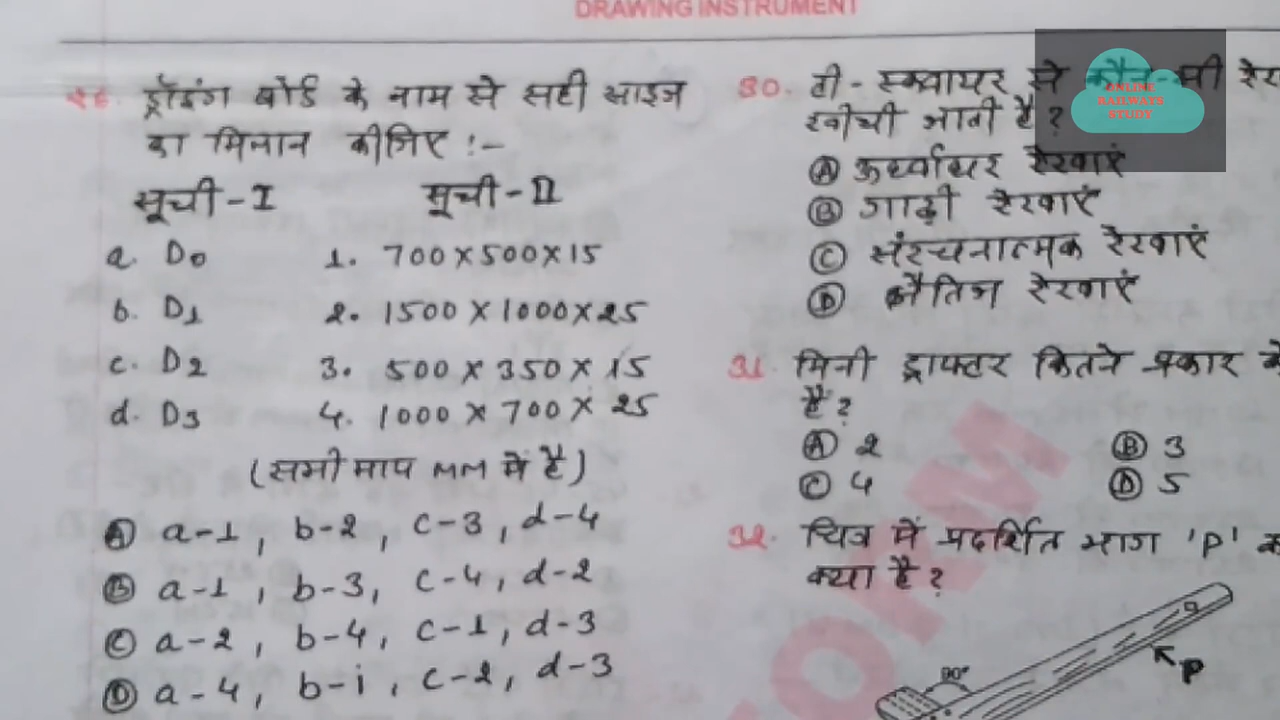 DRAWING INSTRUMENT
ड्रॉइंग बोर्ड के नाम से सही साइज
का मिलान कीजिए :-
सूची-I सूची-II
a. D₀ 1. 700×500×15
b. D₁ 2. 1500×1000×25
c. D₂ 3. 500×350×15
d. D₃ 4. 1000×700×25
(सभी माप MM में है)
Ⓐ a-1, b-2, c-3, d-4
Ⓑ a-1, b-3, c-4, d-2
Ⓒ a-2, b-4, c-1, d-3
Ⓓ a-4, b-i, c-2, d-3
30. टी-स्क्वायर से कौन-सी
खींची जाती है?
Ⓐ ऊर्ध्वाधर रेखाएं
Ⓑ गाढ़ी रेखाएं
Ⓒ संरचनात्मक रेखाएं
Ⓓ क्षैतिज रेखाएं
31. मिनी ड्राफ्टर कितने प्रकार
है?
Ⓐ 2 Ⓑ 3
Ⓒ 4 Ⓓ 5
32. चित्र में प्रदर्शित भाग 'P'
क्या है?
90°
P
ONLINE
RAILWAYS
STUDY